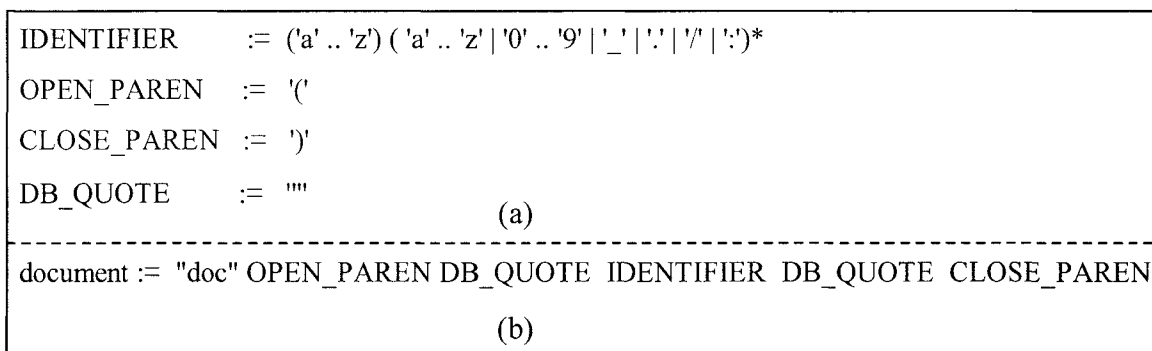 IDENTIFIER := ('a' .. 'z') ( 'a' .. 'z' | '0' .. '9' | '_' | '.' | '/' | ':')*
OPEN_PAREN := '('
CLOSE_PAREN := ')'
DB_QUOTE := '"'
(a)
document := "doc" OPEN_PAREN DB_QUOTE IDENTIFIER DB_QUOTE CLOSE_PAREN
(b)